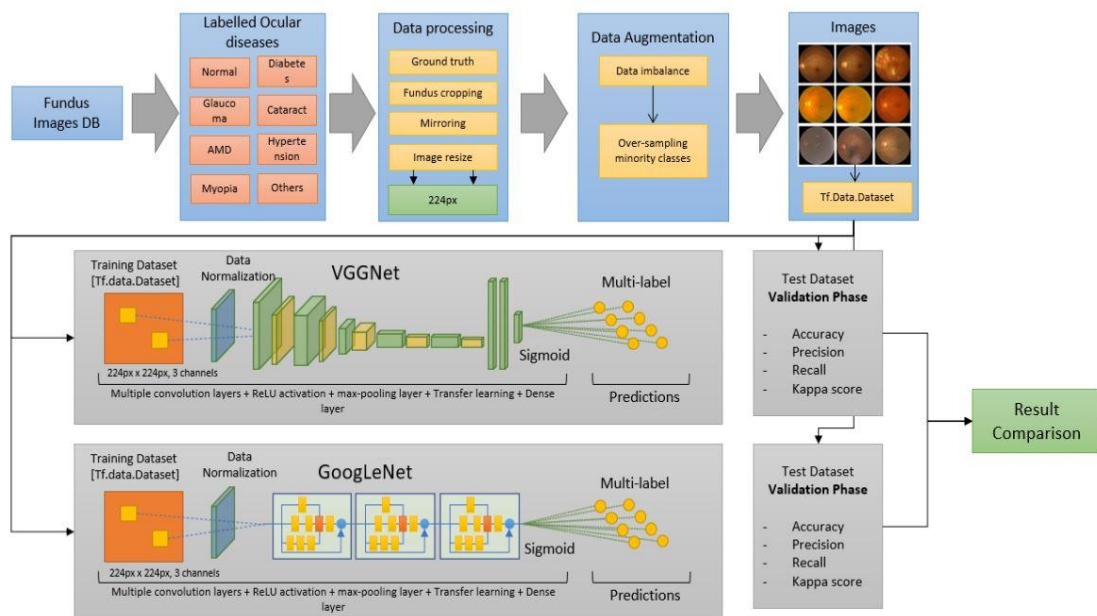 Fundus
Images DB
Labelled Ocular
diseases
Normal
Diabete
s
Glauco
ma
Cataract
AMD
Hyper
tension
Myopia
Others
Data processing
Ground truth
Fundus cropping
Mirroring
Image resize
224px
Data Augmentation
Data imbalance
Over-sampling
minority classes
Images
Tf.Data.Dataset
Training Dataset
[Tf.data.Dataset]
Data
Normalization
VGGNet
Multi-label
Sigmoid
224px x 224px, 3 channels
Multiple convolution layers + ReLU activation + max-pooling layer + Transfer learning + Dense
layer
Predictions
Test Dataset
Validation Phase
- Accuracy
- Precision
- Recall
- Kappa score
Training Dataset
[Tf.data.Dataset]
Data
Normalization
GoogLeNet
Multi-label
Sigmoid
224px x 224px, 3 channels
Multiple convolution layers + ReLU activation + max-pooling layer + Transfer learning + Dense
layer
Predictions
Test Dataset
Validation Phase
- Accuracy
- Precision
- Recall
- Kappa score
Result
Comparison